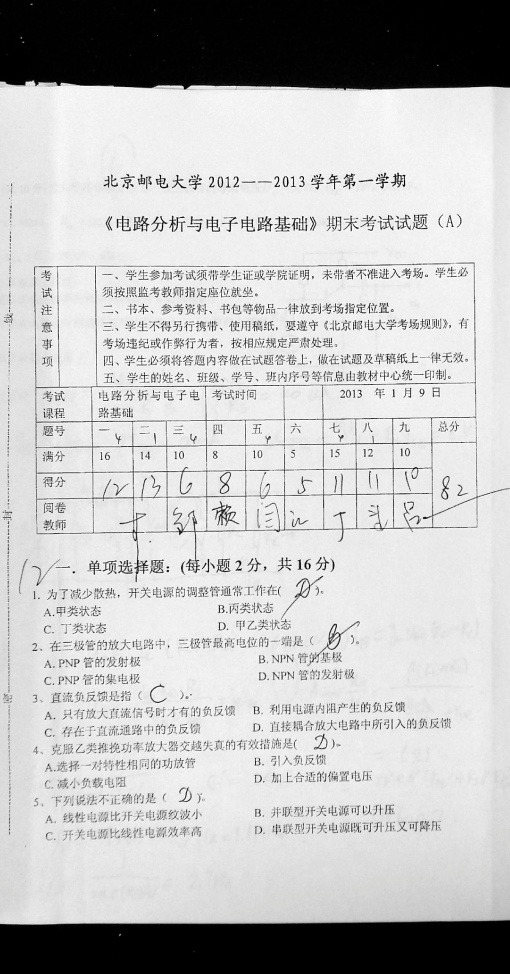 北京邮电大学 2012——2013 学年第一学期
《电路分析与电子电路基础》期末考试试题（A）
考试注意事项
一、学生参加考试须带学生证或学院证明，未带者不准进入考场。学生必
须按照监考教师指定座位就坐。
二、书本、参考资料、书包等物品一律放到考场指定位置。
三、学生不得另行携带、使用稿纸，要遵守《北京邮电大学考场规则》，有
考场违纪或作弊行为者，按相应规定严肃处理。
四、学生必须将答题内容做在试题答卷上，做在试题及草稿纸上一律无效。
五、学生的姓名、班级、学号、班内序号等信息由教材中心统一印制。
考试课程 电路分析与电子电路基础 考试时间 2013 年 1 月 9 日
题号 一 二 三 四 五 六 七 八 九 总分
4 1 4 4 4 1
满分 16 14 10 8 10 5 15 12 10
得分 12 13 6 8 6 5 11 11 10 82
阅卷教师
12 一．单项选择题：(每小题 2 分，共 16 分)
1. 为了减少散热，开关电源的调整管通常工作在( D )。
A.甲类状态 B.丙类状态
C. 丁类状态 D. 甲乙类状态
2、在三极管的放大电路中，三极管最高电位的一端是（ B ）。
A. PNP 管的发射极 B. NPN 管的基极
C. PNP 管的集电极 D. NPN 管的发射极
3、直流负反馈是指（ C ）。
A. 只有放大直流信号时才有的负反馈 B. 利用电源内阻产生的负反馈
C. 存在于直流通路中的负反馈 D. 直接耦合放大电路中所引入的负反馈
4、克服乙类推挽功率放大器交越失真的有效措施是( D )。
A.选择一对特性相同的功放管 B. 引入负反馈
C. 减小负载电阻 D. 加上合适的偏置电压
5、下列说法不正确的是（ D ）。
A. 线性电源比开关电源纹波小 B. 并联型开关电源可以升压
C. 开关电源比线性电源效率高 D. 串联型开关电源既可升压又可降压